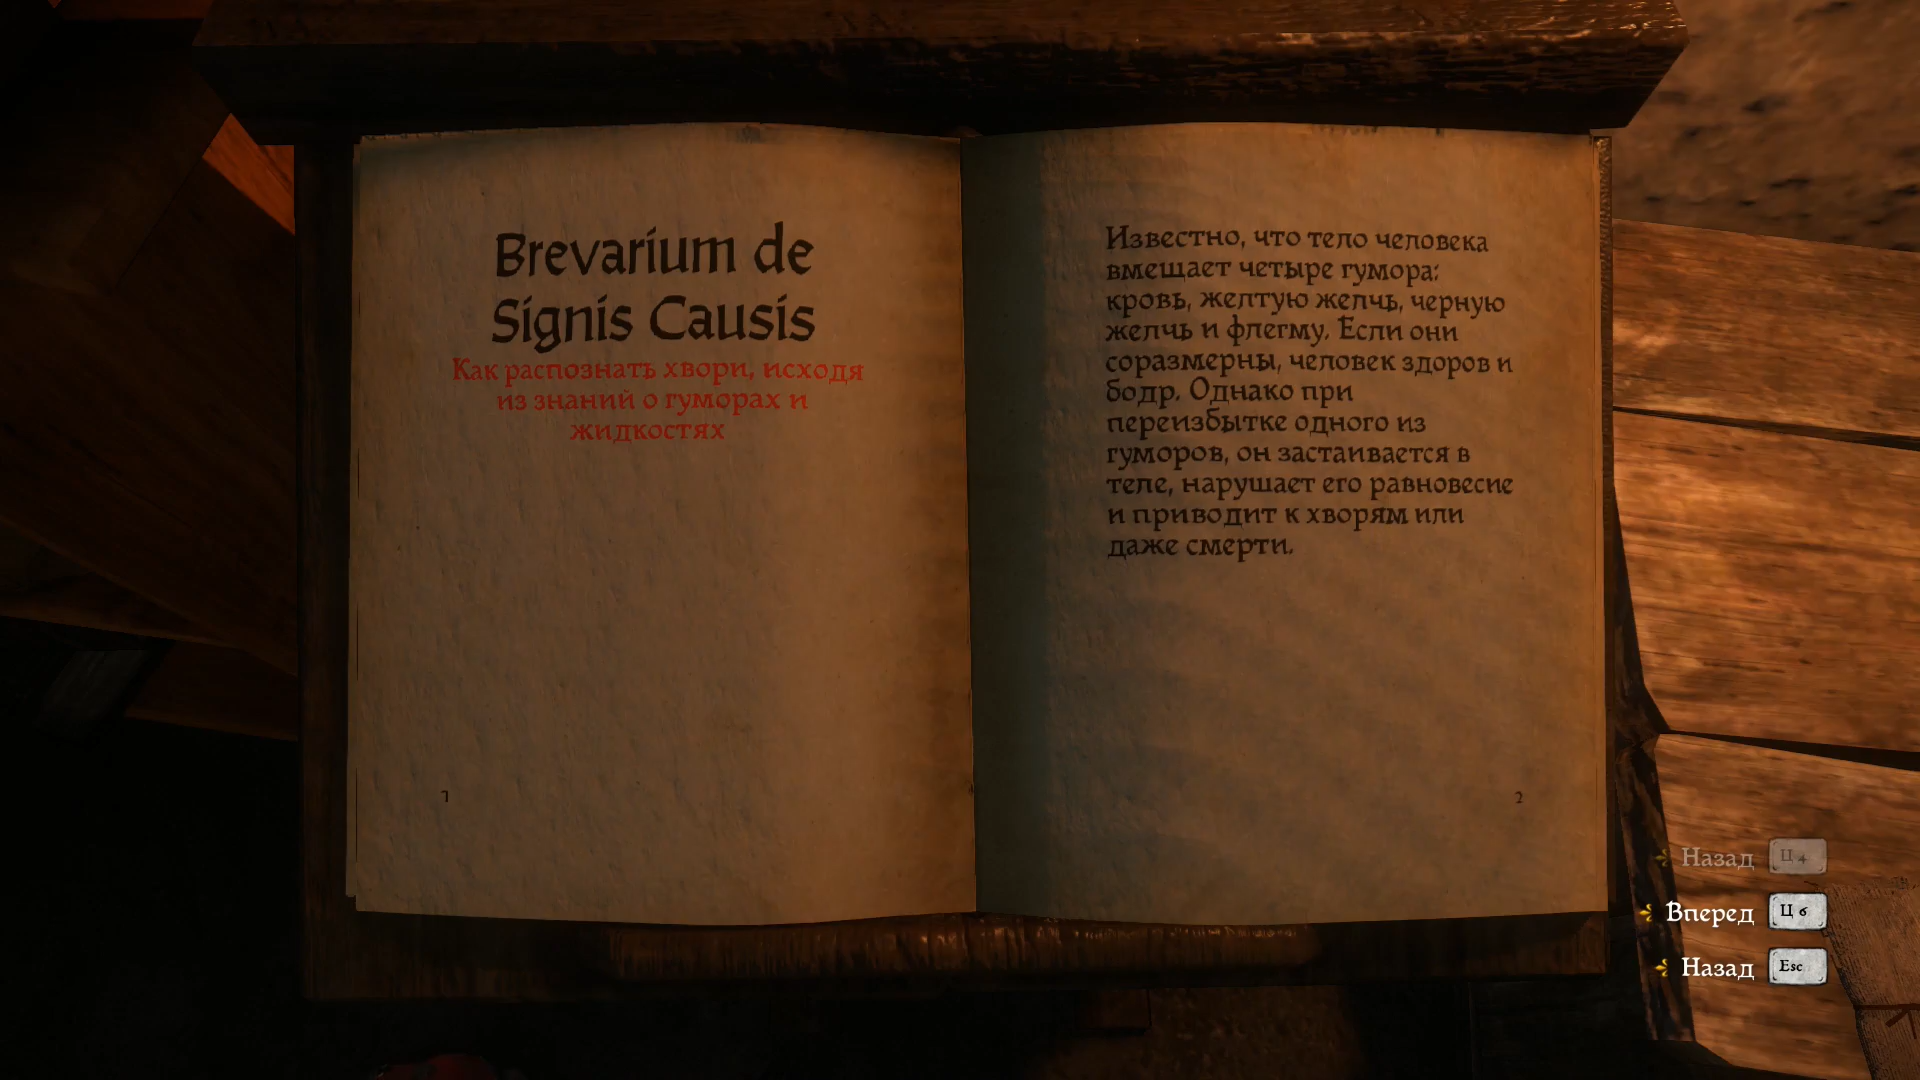 Brevarium de
Signis Causis
Как распознать хвори, исходя
из знаний о гуморах и
жидкостях
1
Известно, что тело человека
вмещает четыре гумора:
кровь, желтую желчь, черную
желчь и флегму. Если они
соразмерны, человек здоров и
бодр. Однако при
переизбытке одного из
гуморов, он застаивается в
теле, нарушает его равновесие
и приводит к хворям или
даже смерти.
2
Назад Ц 4
Вперед Ц 6
Назад Esc